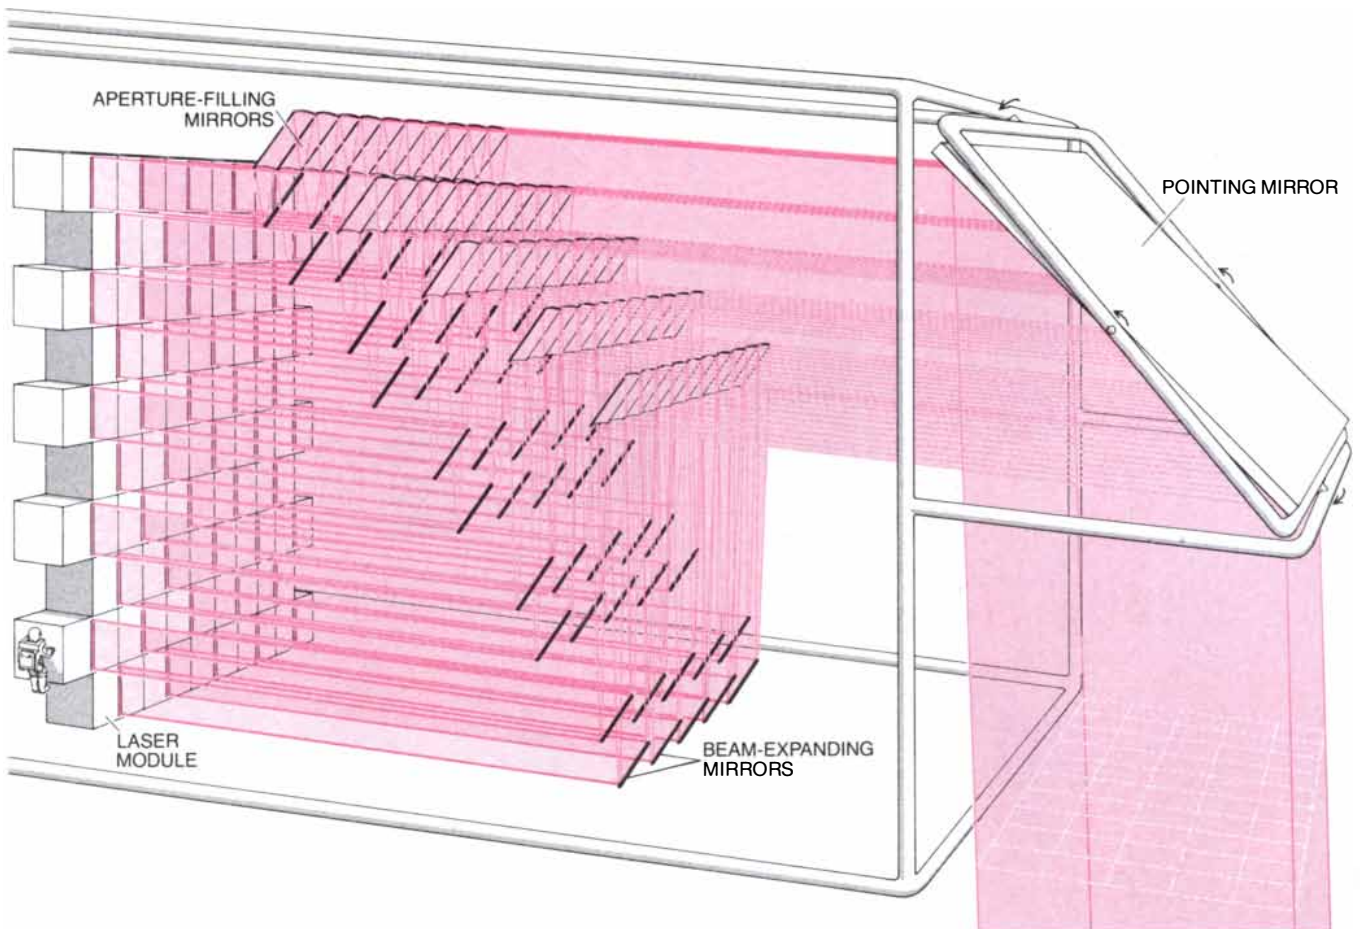 APERTURE-FILLING
MIRRORS
POINTING MIRROR
LASER
MODULE
BEAM-EXPANDING
MIRRORS